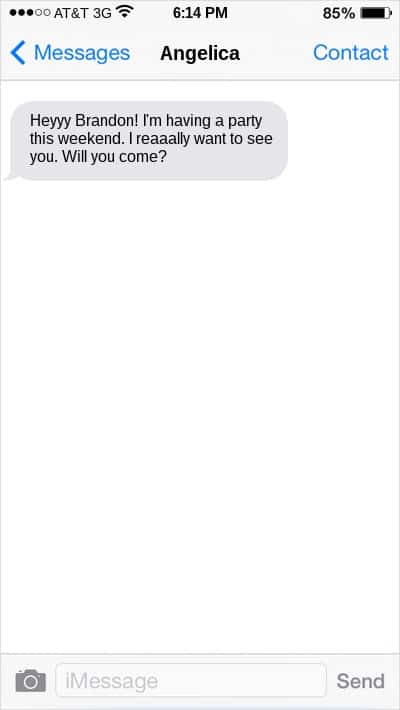 AT&T 3G 6:14 PM 85%
Messages Angelica Contact
Heyyy Brandon! I'm having a party
this weekend. I reaaally want to see
you. Will you come?
iMessage Send